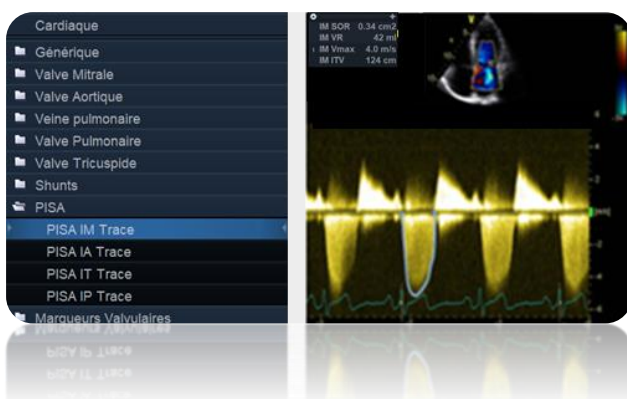 Cardiaque
Générique
Valve Mitrale
Valve Aortique
Veine pulmonaire
Valve Pulmonaire
Valve Tricuspide
Shunts
PISA
PISA IM Trace
PISA IA Trace
PISA IT Trace
PISA IP Trace
Marqueurs Valvulaires
IM SOR 0.34 cm2
IM VR 42 ml
IM Vmax 4.0 m/s
IM ITV 124 cm
V